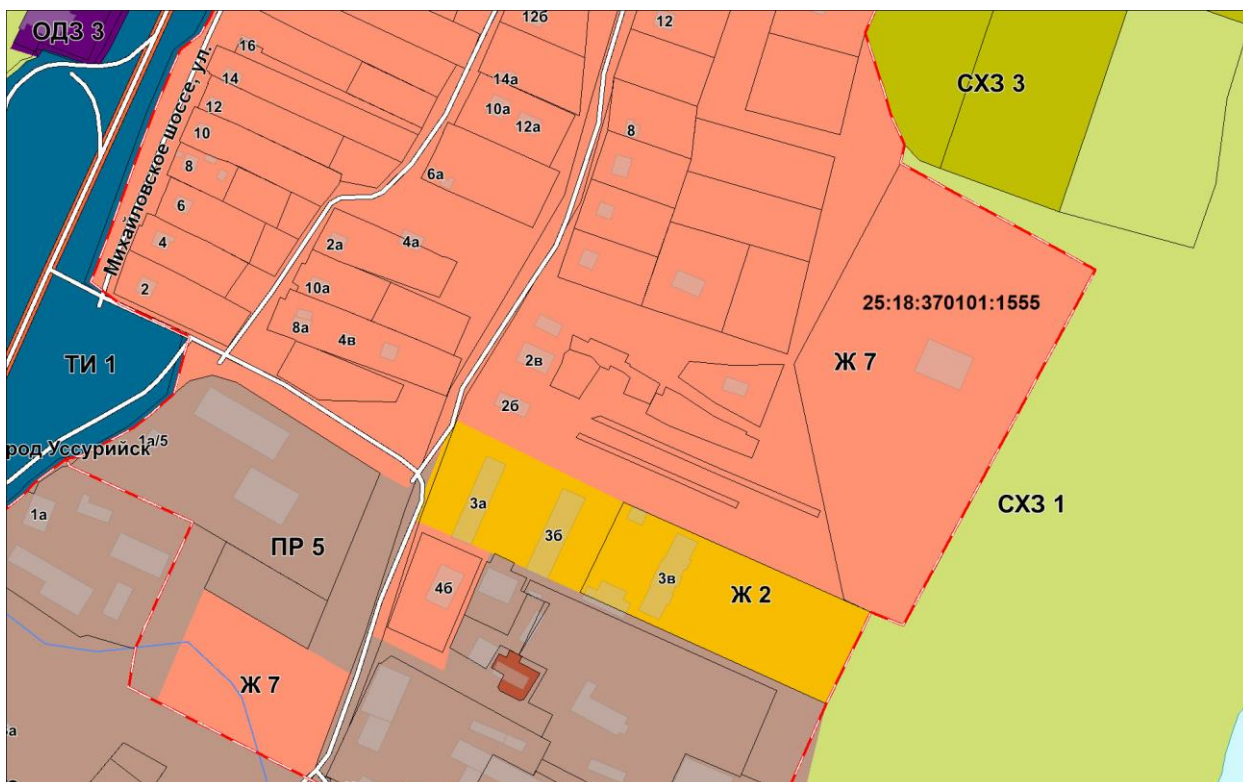 ОДЗ 3
Михайловское шоссе, ул.
16
14
12
10
8
6
4
2
12б
12
14а
10а
12а
8
6а
2а
4а
10а
8а
4в
СХЗ 3
25:18:370101:1555
Ж 7
2в
2б
ТИ 1
1а/5
род Уссурийск
1а
3а
3б
3в
СХЗ 1
ПР 5
4б
Ж 2
Ж 7